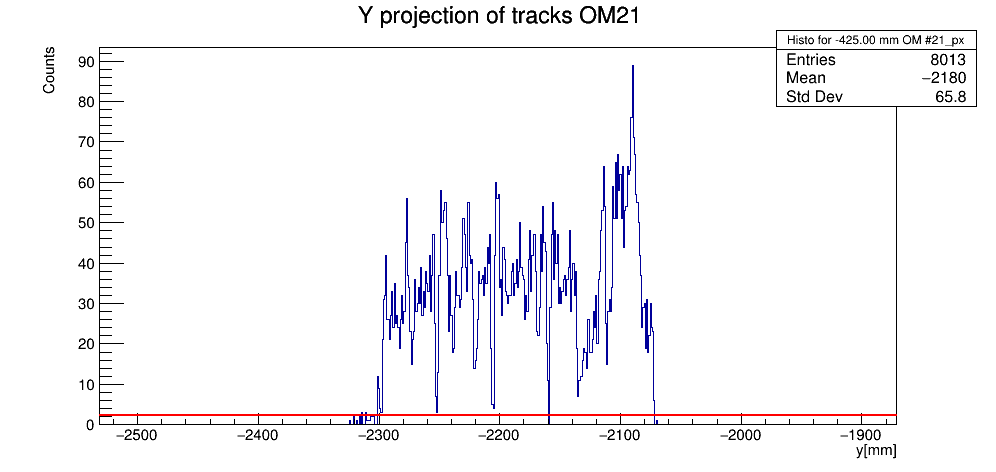 Y projection of tracks OM21
Histo for -425.00 mm OM #21_px
Entries 8013
Mean −2180
Std Dev 65.8
Counts
90
80
70
60
50
40
30
20
10
0
−2500 −2400 −2300 −2200 −2100 −2000 −1900
y[mm]